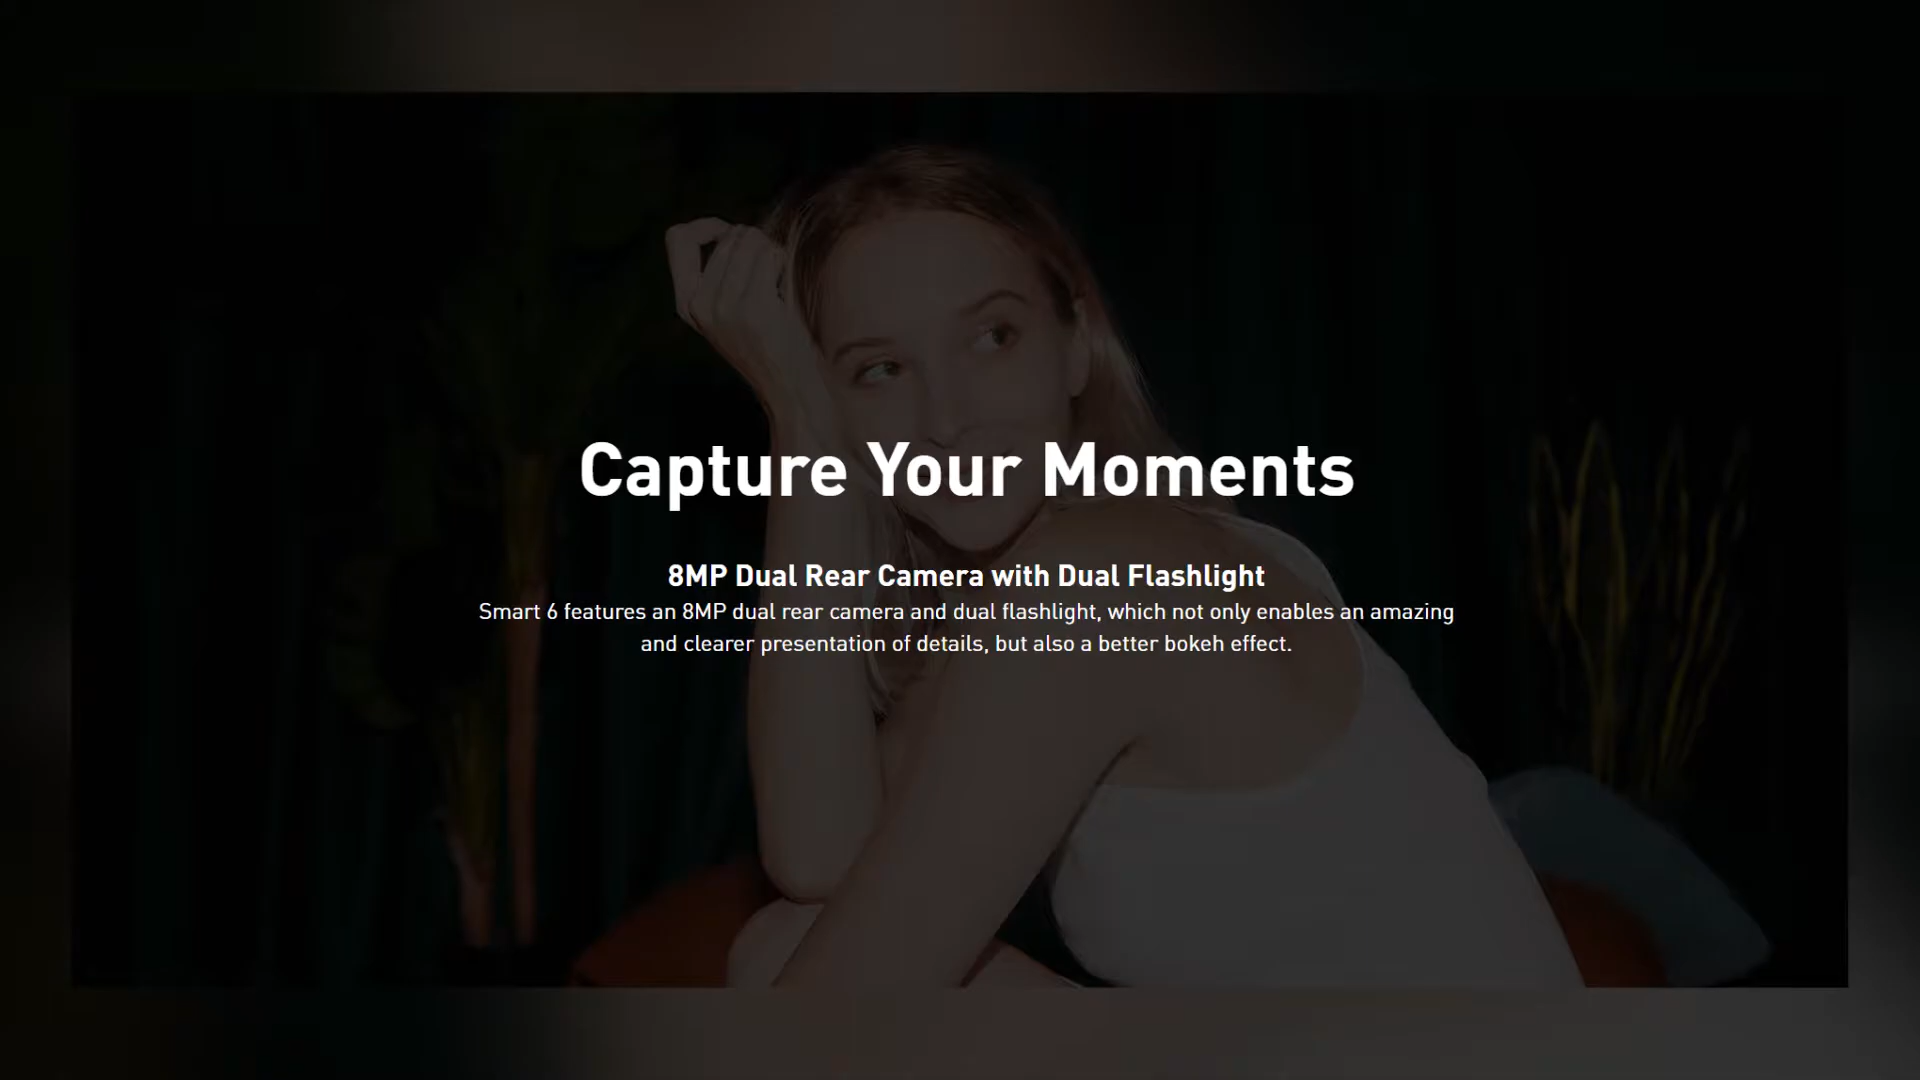 Capture Your Moments
8MP Dual Rear Camera with Dual Flashlight
Smart 6 features an 8MP dual rear camera and dual flashlight, which not only enables an amazing
and clearer presentation of details, but also a better bokeh effect.